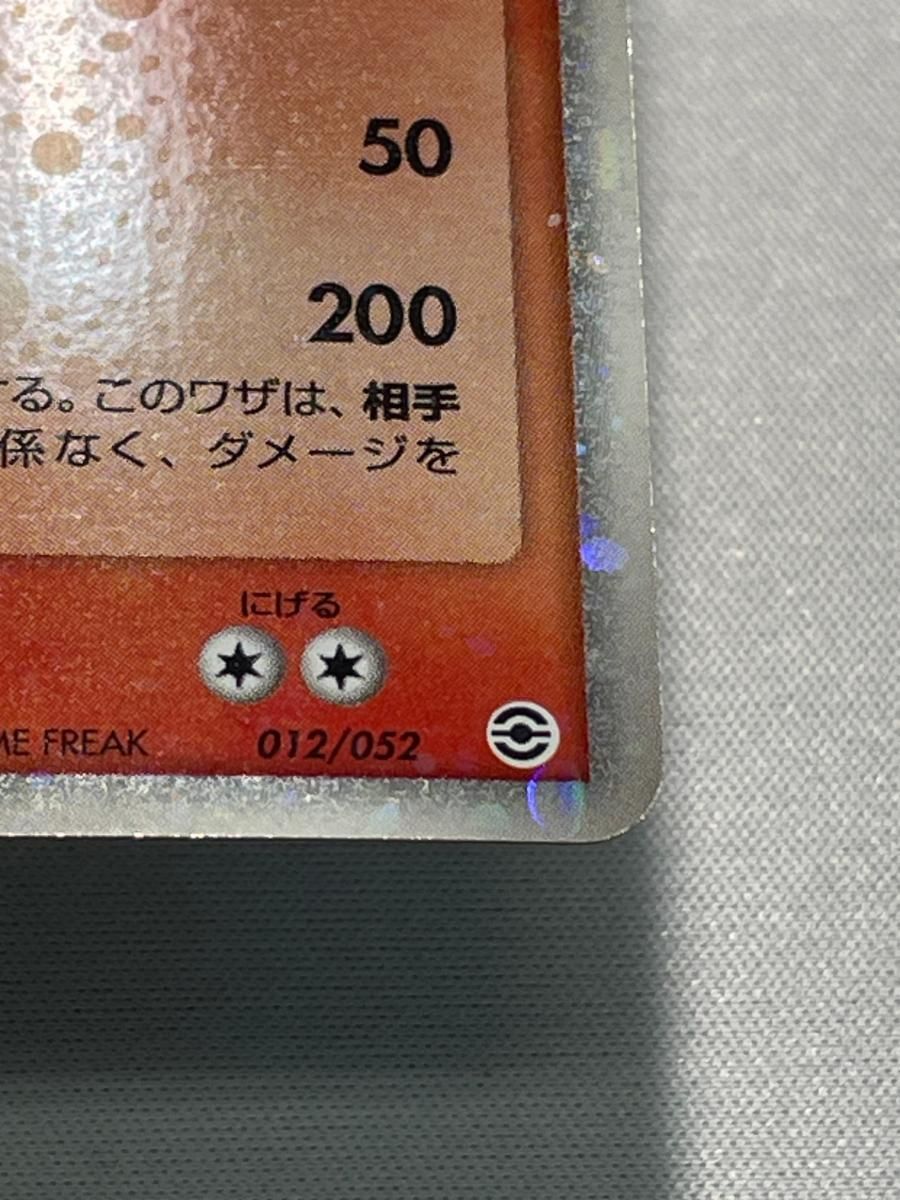 50
200
する。このワザは、相手
係なく、ダメージを
にげる
ME FREAK 012/052